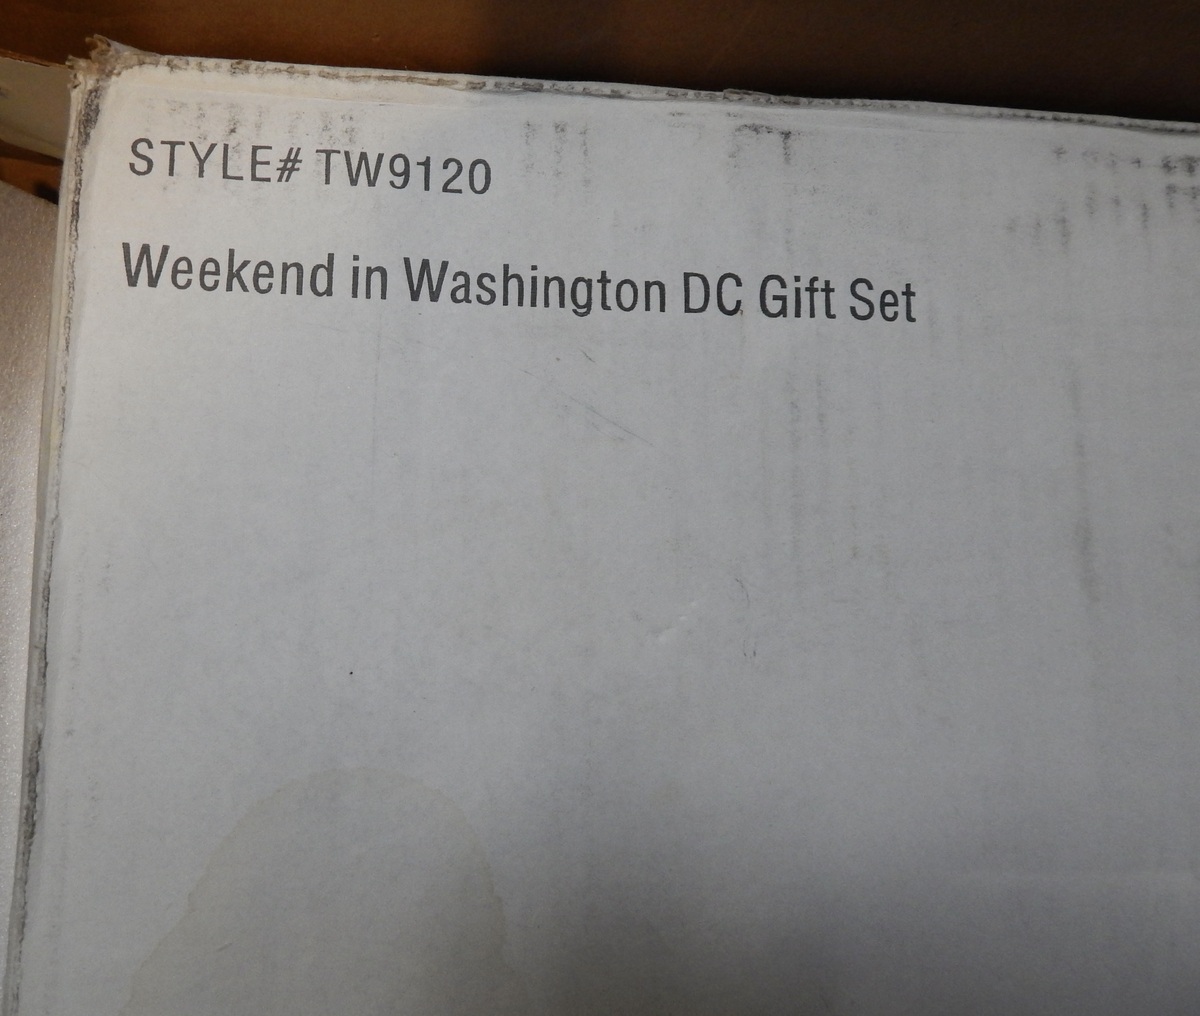 STYLE# TW9120
Weekend in Washington DC Gift Set